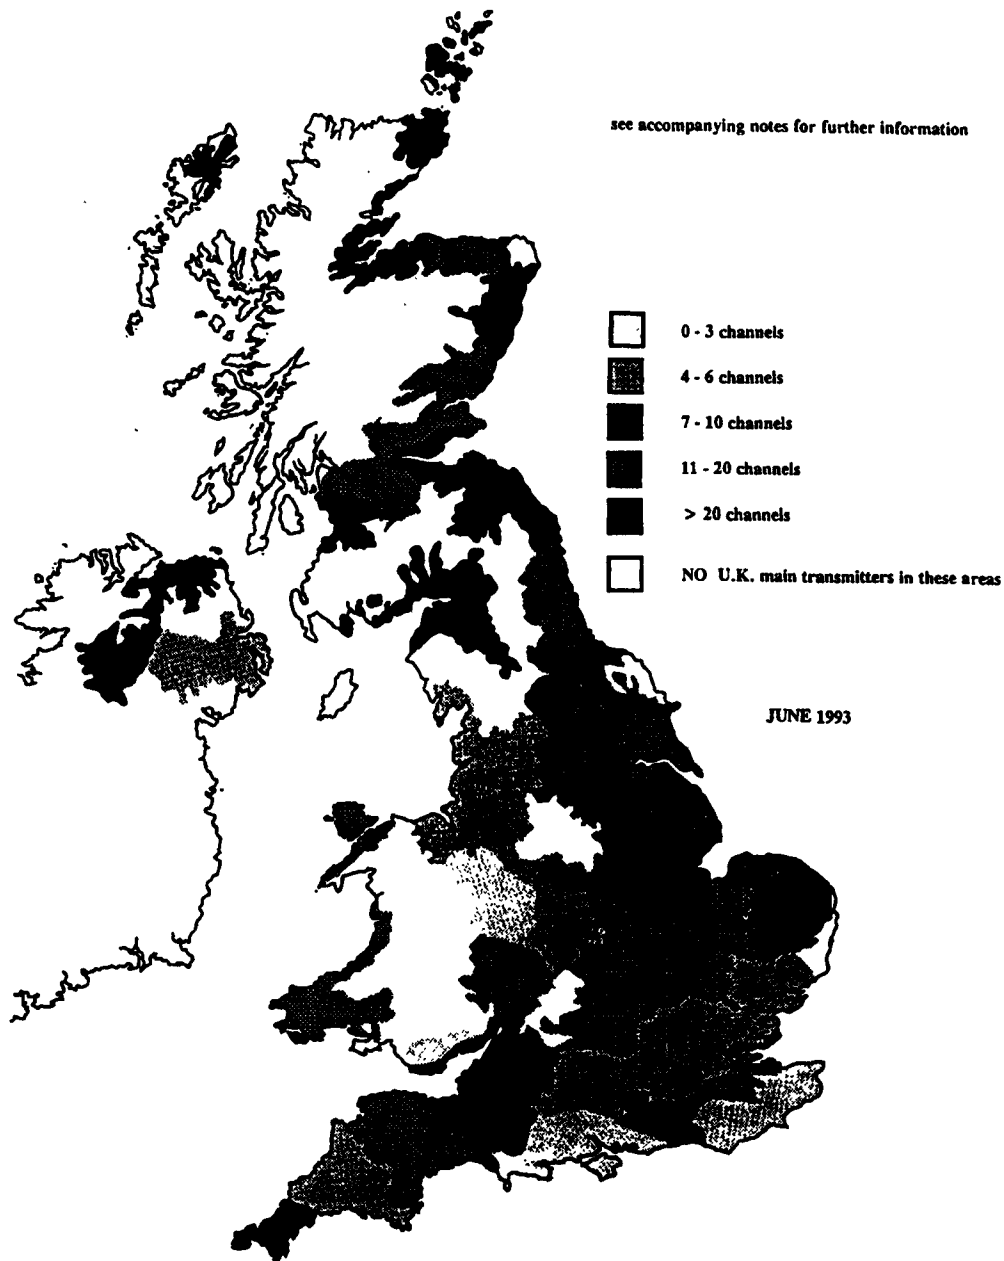 see accompanying notes for further information
0 - 3 channels
4 - 6 channels
7 - 10 channels
11 - 20 channels
> 20 channels
NO U.K. main transmitters in these areas
JUNE 1993